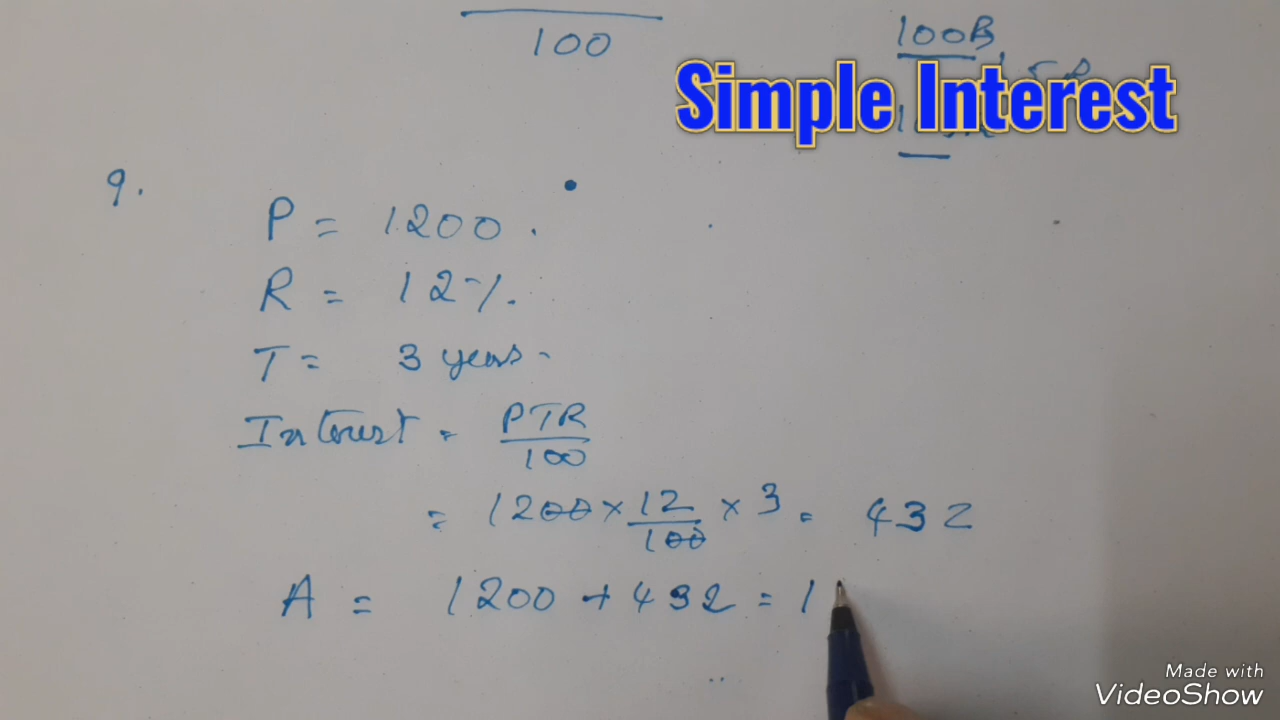 100
100B
Simple Interest
9.
P = 1200.
R = 12%.
T = 3 years.
Interest = PTR/100
= 1200 × 12/100 × 3 = 432
A = 1200 + 432 = 1
Made with
VideoShow